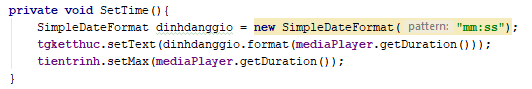 private void SetTime(){
SimpleDateFormat dinhdanggio = new SimpleDateFormat( pattern: "mm:ss");
tgketthuc.setText(dinhdanggio.format(mediaPlayer.getDuration()));
tientrinh.setMax(mediaPlayer.getDuration());
}